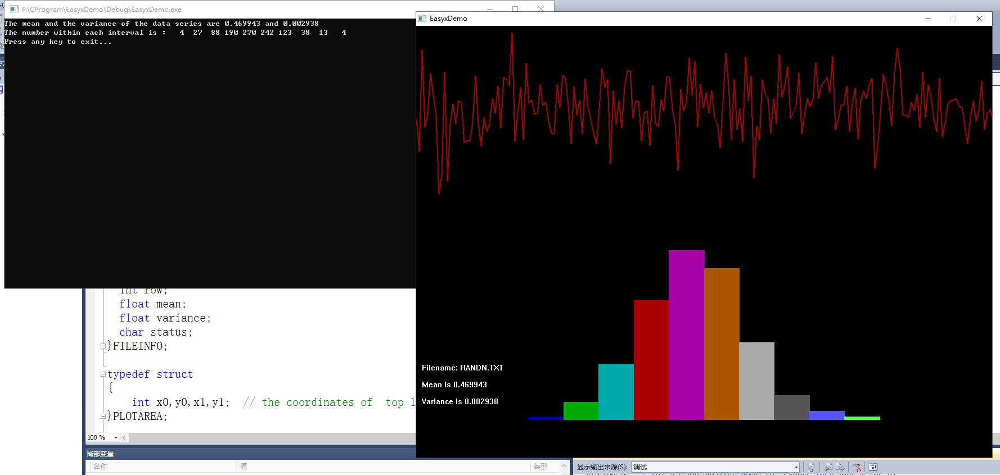 F:\CProgram\EasyxDemo\Debug\EasyxDemo.exe
The mean and the variance of the data series are 0.469943 and 0.002938
The number within each interval is :   4  27  88 190 270 242 123  38  13   4
Press any key to exit...
EasyxDemo
Filename: RANDN.TXT
Mean is 0.469943
Variance is 0.002938
int row;
float mean;
float variance;
char status;
}FILEINFO;
typedef struct
{
int x0,y0,x1,y1;  // the coordinates of  top l
}PLOTAREA;
100 %
局部变量
名称 值 类型
显示输出来源(S): 调试